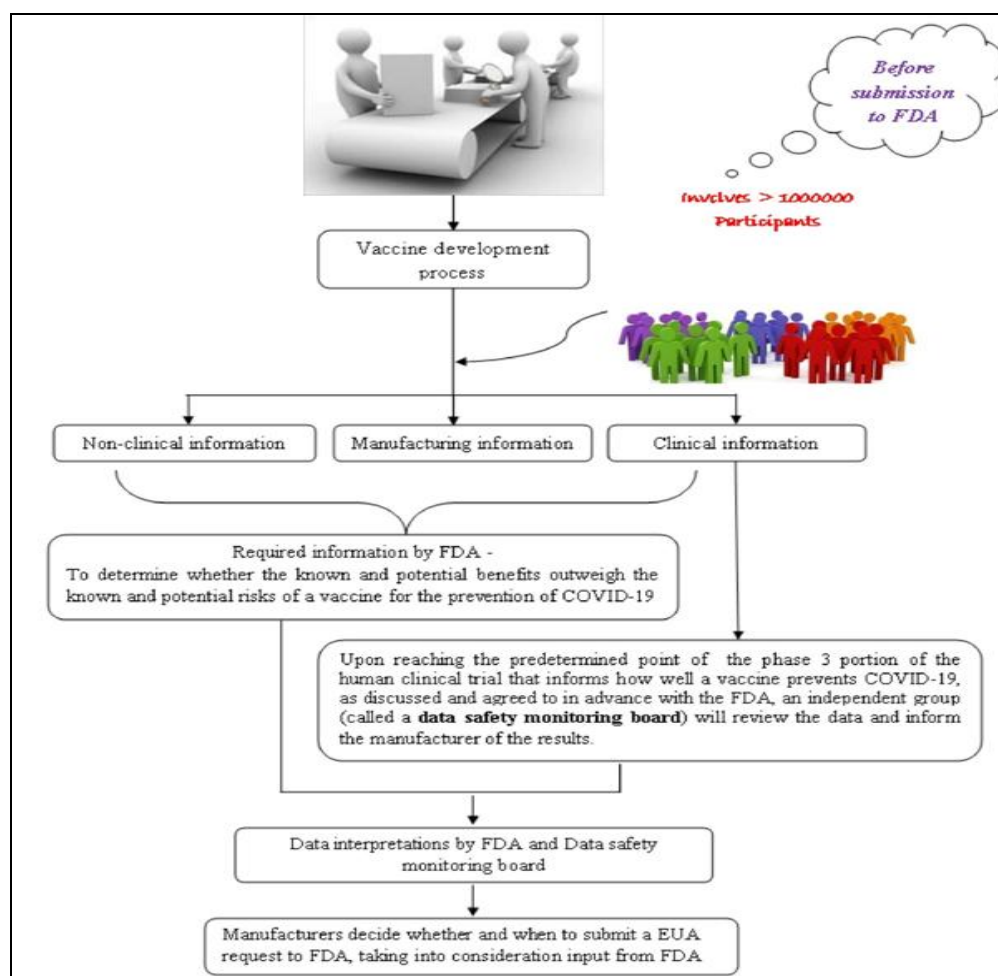 Before
submission
to FDA
Involves > 1000000
Participants
Vaccine development
process
Non-clinical information
Manufacturing information
Clinical information
Required information by FDA -
To determine whether the known and potential benefits outweigh the
known and potential risks of a vaccine for the prevention of COVID-19
Upon reaching the predetermined point of the phase 3 portion of the
human clinical trial that informs how well a vaccine prevents COVID-19,
as discussed and agreed to in advance with the FDA, an independent group
(called a data safety monitoring board) will review the data and inform
the manufacturer of the results.
Data interpretations by FDA and Data safety
monitoring board
Manufacturers decide whether and when to submit a EUA
request to FDA, taking into consideration input from FDA